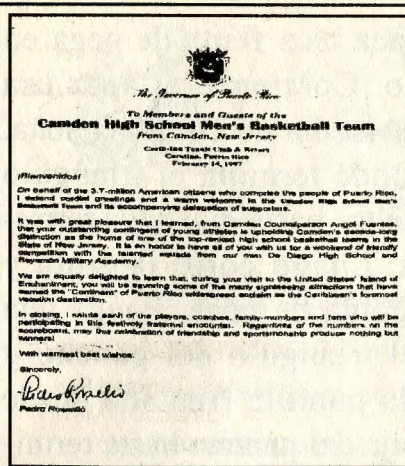 The Governor of Puerto Rico
To Members and Guests of the
Camden High School Men's Basketball Team
From Camden, New Jersey
Caribbean Beach Club & Resort
Carolina, Puerto Rico
February 14, 1997
¡Bienvenidos!
On behalf of the 3.7-million American citizens who comprise the people of Puerto Rico,
I extend cordial greetings and a warm welcome to the Camden High School Men's
Basketball Team and its accompanying delegation of supporters.
It was with great pleasure that I learned, from Camden Councilperson Angel Fuentes,
that your outstanding contingent of young athletes is upholding Camden's decade-long
distinction as the home of one of the top-ranked high school basketball teams in the
State of New Jersey. It is an honor to have all of you with us for a weekend of friendly
competition with the talented squads from our own De Diego High School and
Military Academy.
We are equally delighted to learn that, during your visit to the United States' Island of
Enchantment, you will be savoring some of the many sightseeing attractions that have
earned the "Continent" of Puerto Rico widespread acclaim as the Caribbean's foremost
vacation destination.
In closing, I salute each of the players, coaches, family-members and fans who will be
participating in this festively fraternal encounter. Regardless of the numbers on the
scoreboard, may this celebration of friendship and sportsmanship produce nothing but
winners!
With warmest best wishes,
Sincerely,
Pedro Rosselló
Pedro Rosselló